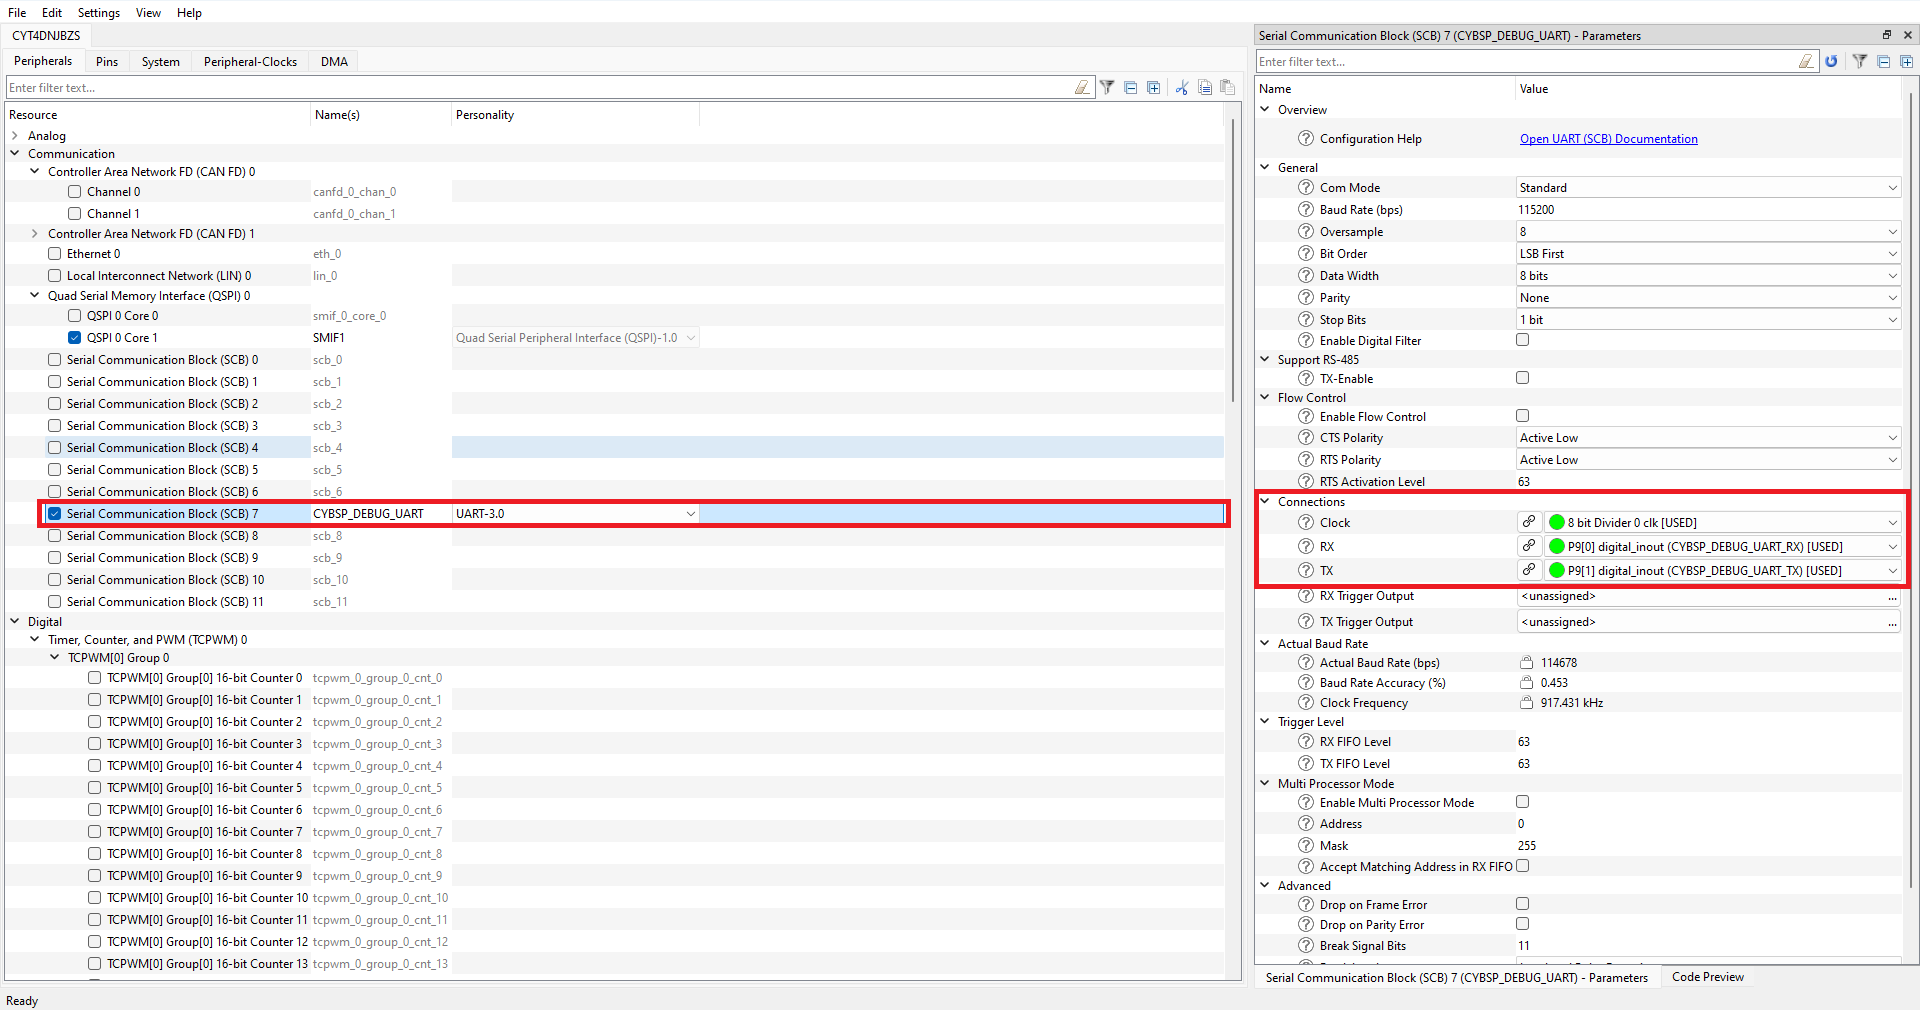 File Edit Settings View Help
CYT4DNJBZS
Peripherals Pins System Peripheral-Clocks DMA
Enter filter text...
Resource Name(s) Personality
Analog
Communication
Controller Area Network FD (CAN FD) 0
Channel 0 canfd_0_chan_0
Channel 1 canfd_0_chan_1
Controller Area Network FD (CAN FD) 1
Ethernet 0 eth_0
Local Interconnect Network (LIN) 0 lin_0
Quad Serial Memory Interface (QSPI) 0
QSPI 0 Core 0 smif_0_core_0
QSPI 0 Core 1 SMIF1 Quad Serial Peripheral Interface (QSPI)-1.0
Serial Communication Block (SCB) 0 scb_0
Serial Communication Block (SCB) 1 scb_1
Serial Communication Block (SCB) 2 scb_2
Serial Communication Block (SCB) 3 scb_3
Serial Communication Block (SCB) 4 scb_4
Serial Communication Block (SCB) 5 scb_5
Serial Communication Block (SCB) 6 scb_6
Serial Communication Block (SCB) 7 CYBSP_DEBUG_UART UART-3.0
Serial Communication Block (SCB) 8 scb_8
Serial Communication Block (SCB) 9 scb_9
Serial Communication Block (SCB) 10 scb_10
Serial Communication Block (SCB) 11 scb_11
Digital
Timer, Counter, and PWM (TCPWM) 0
TCPWM[0] Group 0
TCPWM[0] Group[0] 16-bit Counter 0 tcpwm_0_group_0_cnt_0
TCPWM[0] Group[0] 16-bit Counter 1 tcpwm_0_group_0_cnt_1
TCPWM[0] Group[0] 16-bit Counter 2 tcpwm_0_group_0_cnt_2
TCPWM[0] Group[0] 16-bit Counter 3 tcpwm_0_group_0_cnt_3
TCPWM[0] Group[0] 16-bit Counter 4 tcpwm_0_group_0_cnt_4
TCPWM[0] Group[0] 16-bit Counter 5 tcpwm_0_group_0_cnt_5
TCPWM[0] Group[0] 16-bit Counter 6 tcpwm_0_group_0_cnt_6
TCPWM[0] Group[0] 16-bit Counter 7 tcpwm_0_group_0_cnt_7
TCPWM[0] Group[0] 16-bit Counter 8 tcpwm_0_group_0_cnt_8
TCPWM[0] Group[0] 16-bit Counter 9 tcpwm_0_group_0_cnt_9
TCPWM[0] Group[0] 16-bit Counter 10 tcpwm_0_group_0_cnt_10
TCPWM[0] Group[0] 16-bit Counter 11 tcpwm_0_group_0_cnt_11
TCPWM[0] Group[0] 16-bit Counter 12 tcpwm_0_group_0_cnt_12
TCPWM[0] Group[0] 16-bit Counter 13 tcpwm_0_group_0_cnt_13
Ready
Serial Communication Block (SCB) 7 (CYBSP_DEBUG_UART) - Parameters
Enter filter text...
Name Value
Overview
Configuration Help Open UART (SCB) Documentation
General
Com Mode Standard
Baud Rate (bps) 115200
Oversample 8
Bit Order LSB First
Data Width 8 bits
Parity None
Stop Bits 1 bit
Enable Digital Filter
Support RS-485
TX-Enable
Flow Control
Enable Flow Control
CTS Polarity Active Low
RTS Polarity Active Low
RTS Activation Level 63
Connections
Clock 8 bit Divider 0 clk [USED]
RX P9[0] digital_inout (CYBSP_DEBUG_UART_RX) [USED]
TX P9[1] digital_inout (CYBSP_DEBUG_UART_TX) [USED]
RX Trigger Output <unassigned> ...
TX Trigger Output <unassigned> ...
Actual Baud Rate
Actual Baud Rate (bps) 114678
Baud Rate Accuracy (%) 0.453
Clock Frequency 917.431 kHz
Trigger Level
RX FIFO Level 63
TX FIFO Level 63
Multi Processor Mode
Enable Multi Processor Mode
Address 0
Mask 255
Accept Matching Address in RX FIFO
Advanced
Drop on Frame Error
Drop on Parity Error
Break Signal Bits 11
Serial Communication Block (SCB) 7 (CYBSP_DEBUG_UART) - Parameters Code Preview